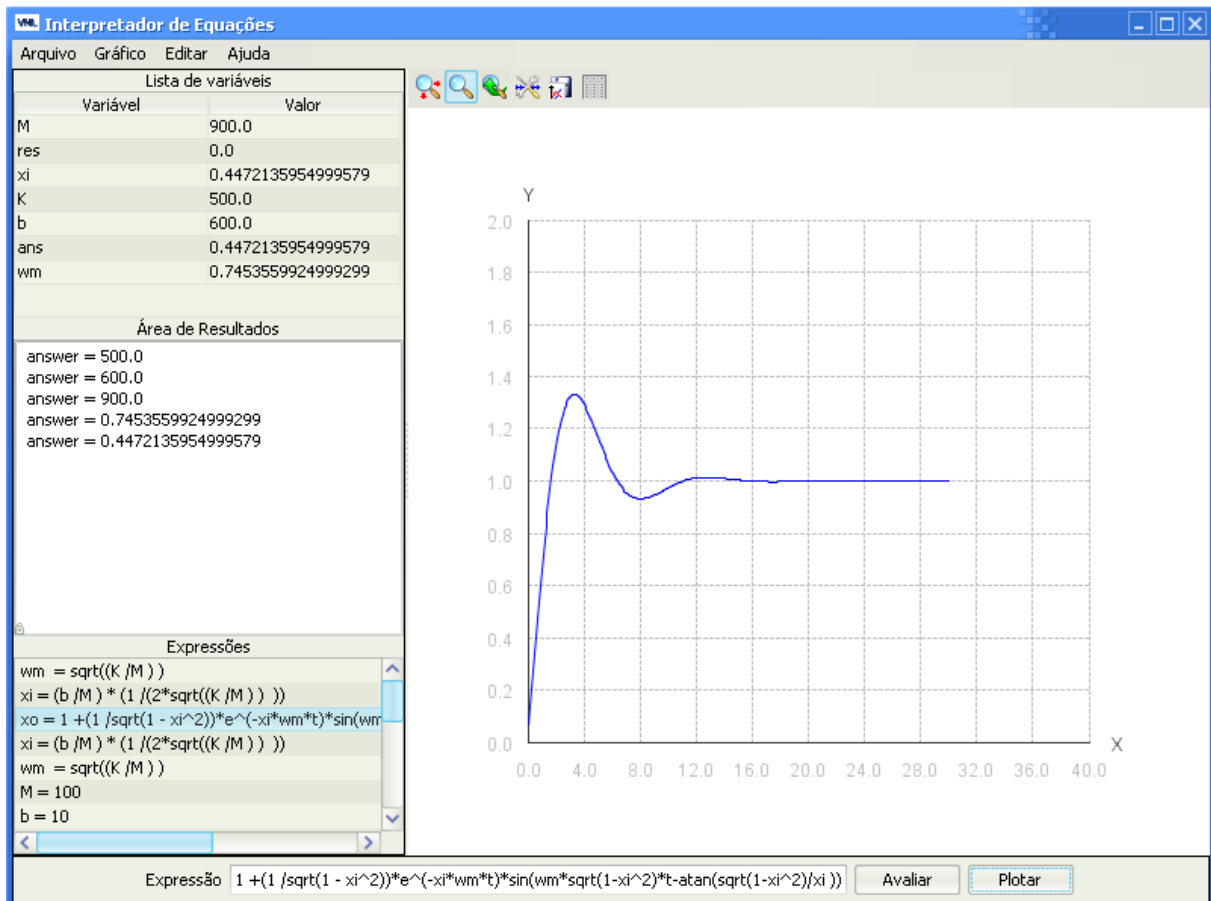 VNL Interpretador de Equações
Arquivo Gráfico Editar Ajuda
Lista de variáveis
Variável Valor
M 900.0
res 0.0
xi 0.4472135954999579
K 500.0
b 600.0
ans 0.4472135954999579
wm 0.7453559924999299
Área de Resultados
answer = 500.0
answer = 600.0
answer = 900.0
answer = 0.7453559924999299
answer = 0.4472135954999579
Expressões
wm = sqrt((K /M ) )
xi = (b /M ) * (1 /(2*sqrt((K /M ) ) ))
xo = 1 +(1 /sqrt(1 - xi^2))*e^(-xi*wm*t)*sin(wm
xi = (b /M ) * (1 /(2*sqrt((K /M ) ) ))
wm = sqrt((K /M ) )
M = 100
b = 10
Y
2.0
1.8
1.6
1.4
1.2
1.0
0.8
0.6
0.4
0.2
0.0
X
0.0 4.0 8.0 12.0 16.0 20.0 24.0 28.0 32.0 36.0 40.0
Expressão 1 +(1 /sqrt(1 - xi^2))*e^(-xi*wm*t)*sin(wm*sqrt(1-xi^2)*t-atan(sqrt(1-xi^2)/xi )) Avaliar Plotar